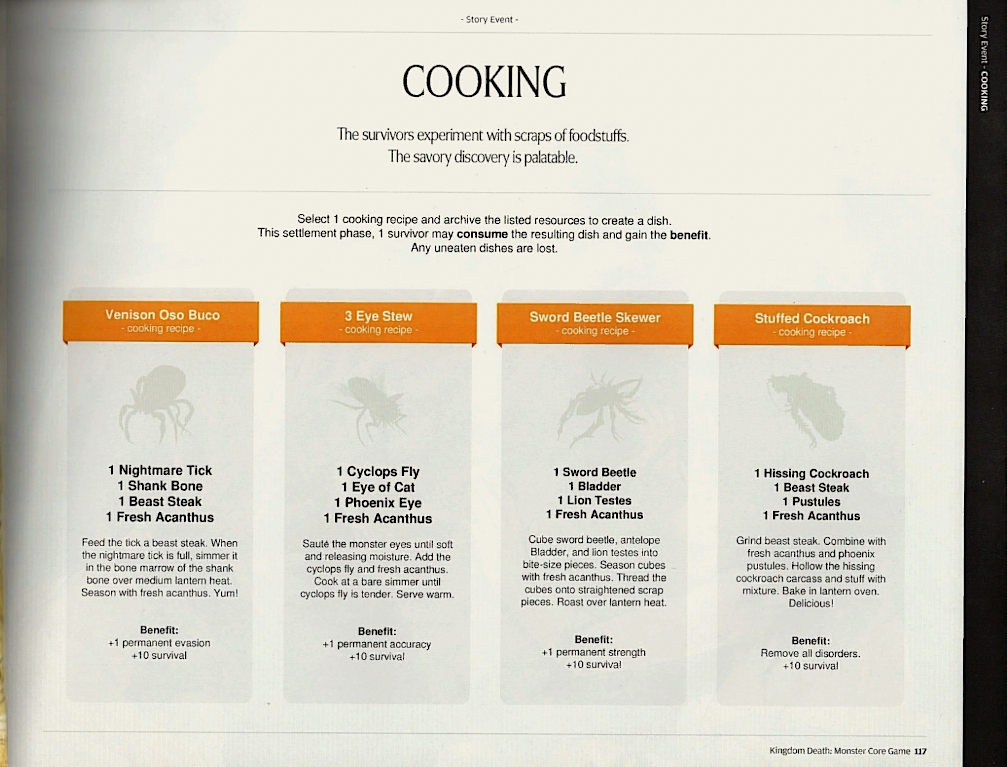 - Story Event -
Story Event - COOKING
COOKING
The survivors experiment with scraps of foodstuffs.
The savory discovery is palatable.
Select 1 cooking recipe and archive the listed resources to create a dish.
This settlement phase, 1 survivor may consume the resulting dish and gain the benefit.
Any uneaten dishes are lost.
Venison Oso Buco
- cooking recipe -
1 Nightmare Tick
1 Shank Bone
1 Beast Steak
1 Fresh Acanthus
Feed the tick a beast steak. When
the nightmare tick is full, simmer it
in the bone marrow of the shank
bone over medium lantern heat.
Season with fresh acanthus. Yum!
Benefit:
+1 permanent evasion
+10 survival
3 Eye Stew
- cooking recipe -
1 Cyclops Fly
1 Eye of Cat
1 Phoenix Eye
1 Fresh Acanthus
Sauté the monster eyes until soft
and releasing moisture. Add the
cyclops fly and fresh acanthus.
Cook at a bare simmer until
cyclops fly is tender. Serve warm.
Benefit:
+1 permanent accuracy
+10 survival
Sword Beetle Skewer
- cooking recipe -
1 Sword Beetle
1 Bladder
1 Lion Testes
1 Fresh Acanthus
Cube sword beetle, antelope
Bladder, and lion testes into
bite-size pieces. Season cubes
with fresh acanthus. Thread the
cubes onto straightened scrap
pieces. Roast over lantern heat.
Benefit:
+1 permanent strength
+10 survival
Stuffed Cockroach
- cooking recipe -
1 Hissing Cockroach
1 Beast Steak
1 Pustules
1 Fresh Acanthus
Grind beast steak. Combine with
fresh acanthus and phoenix
pustules. Hollow the hissing
cockroach carcass and stuff with
mixture. Bake in lantern oven.
Delicious!
Benefit:
Remove all disorders.
+10 survival
Kingdom Death: Monster Core Game 117